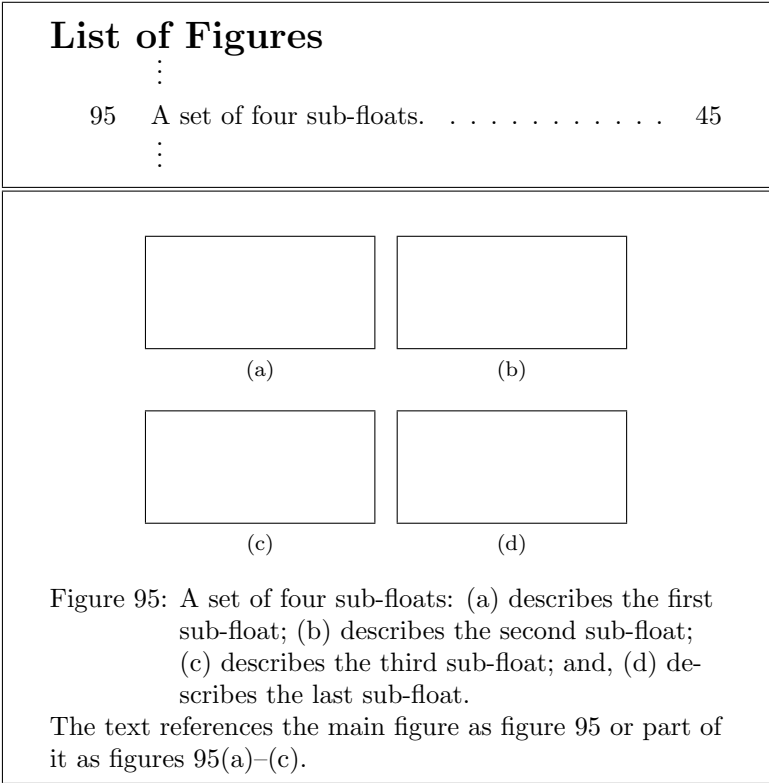 List of Figures
⋮
95 A set of four sub-floats. . . . . . . . . . . . 45
⋮
(a) (b)
(c) (d)
Figure 95: A set of four sub-floats: (a) describes the first
sub-float; (b) describes the second sub-float;
(c) describes the third sub-float; and, (d) de-
scribes the last sub-float.
The text references the main figure as figure 95 or part of
it as figures 95(a)–(c).